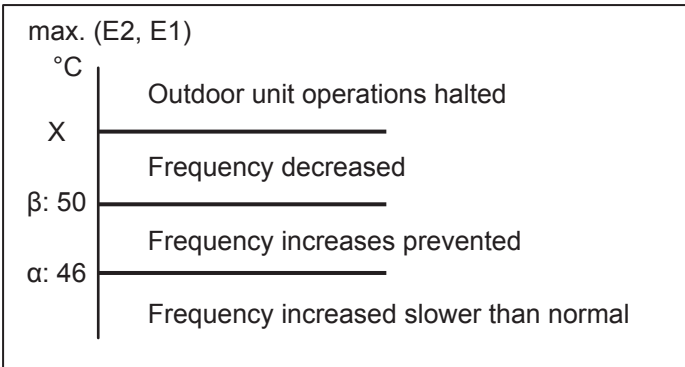 max. (E2, E1)
°C
Outdoor unit operations halted
X
Frequency decreased
β: 50
Frequency increases prevented
α: 46
Frequency increased slower than normal